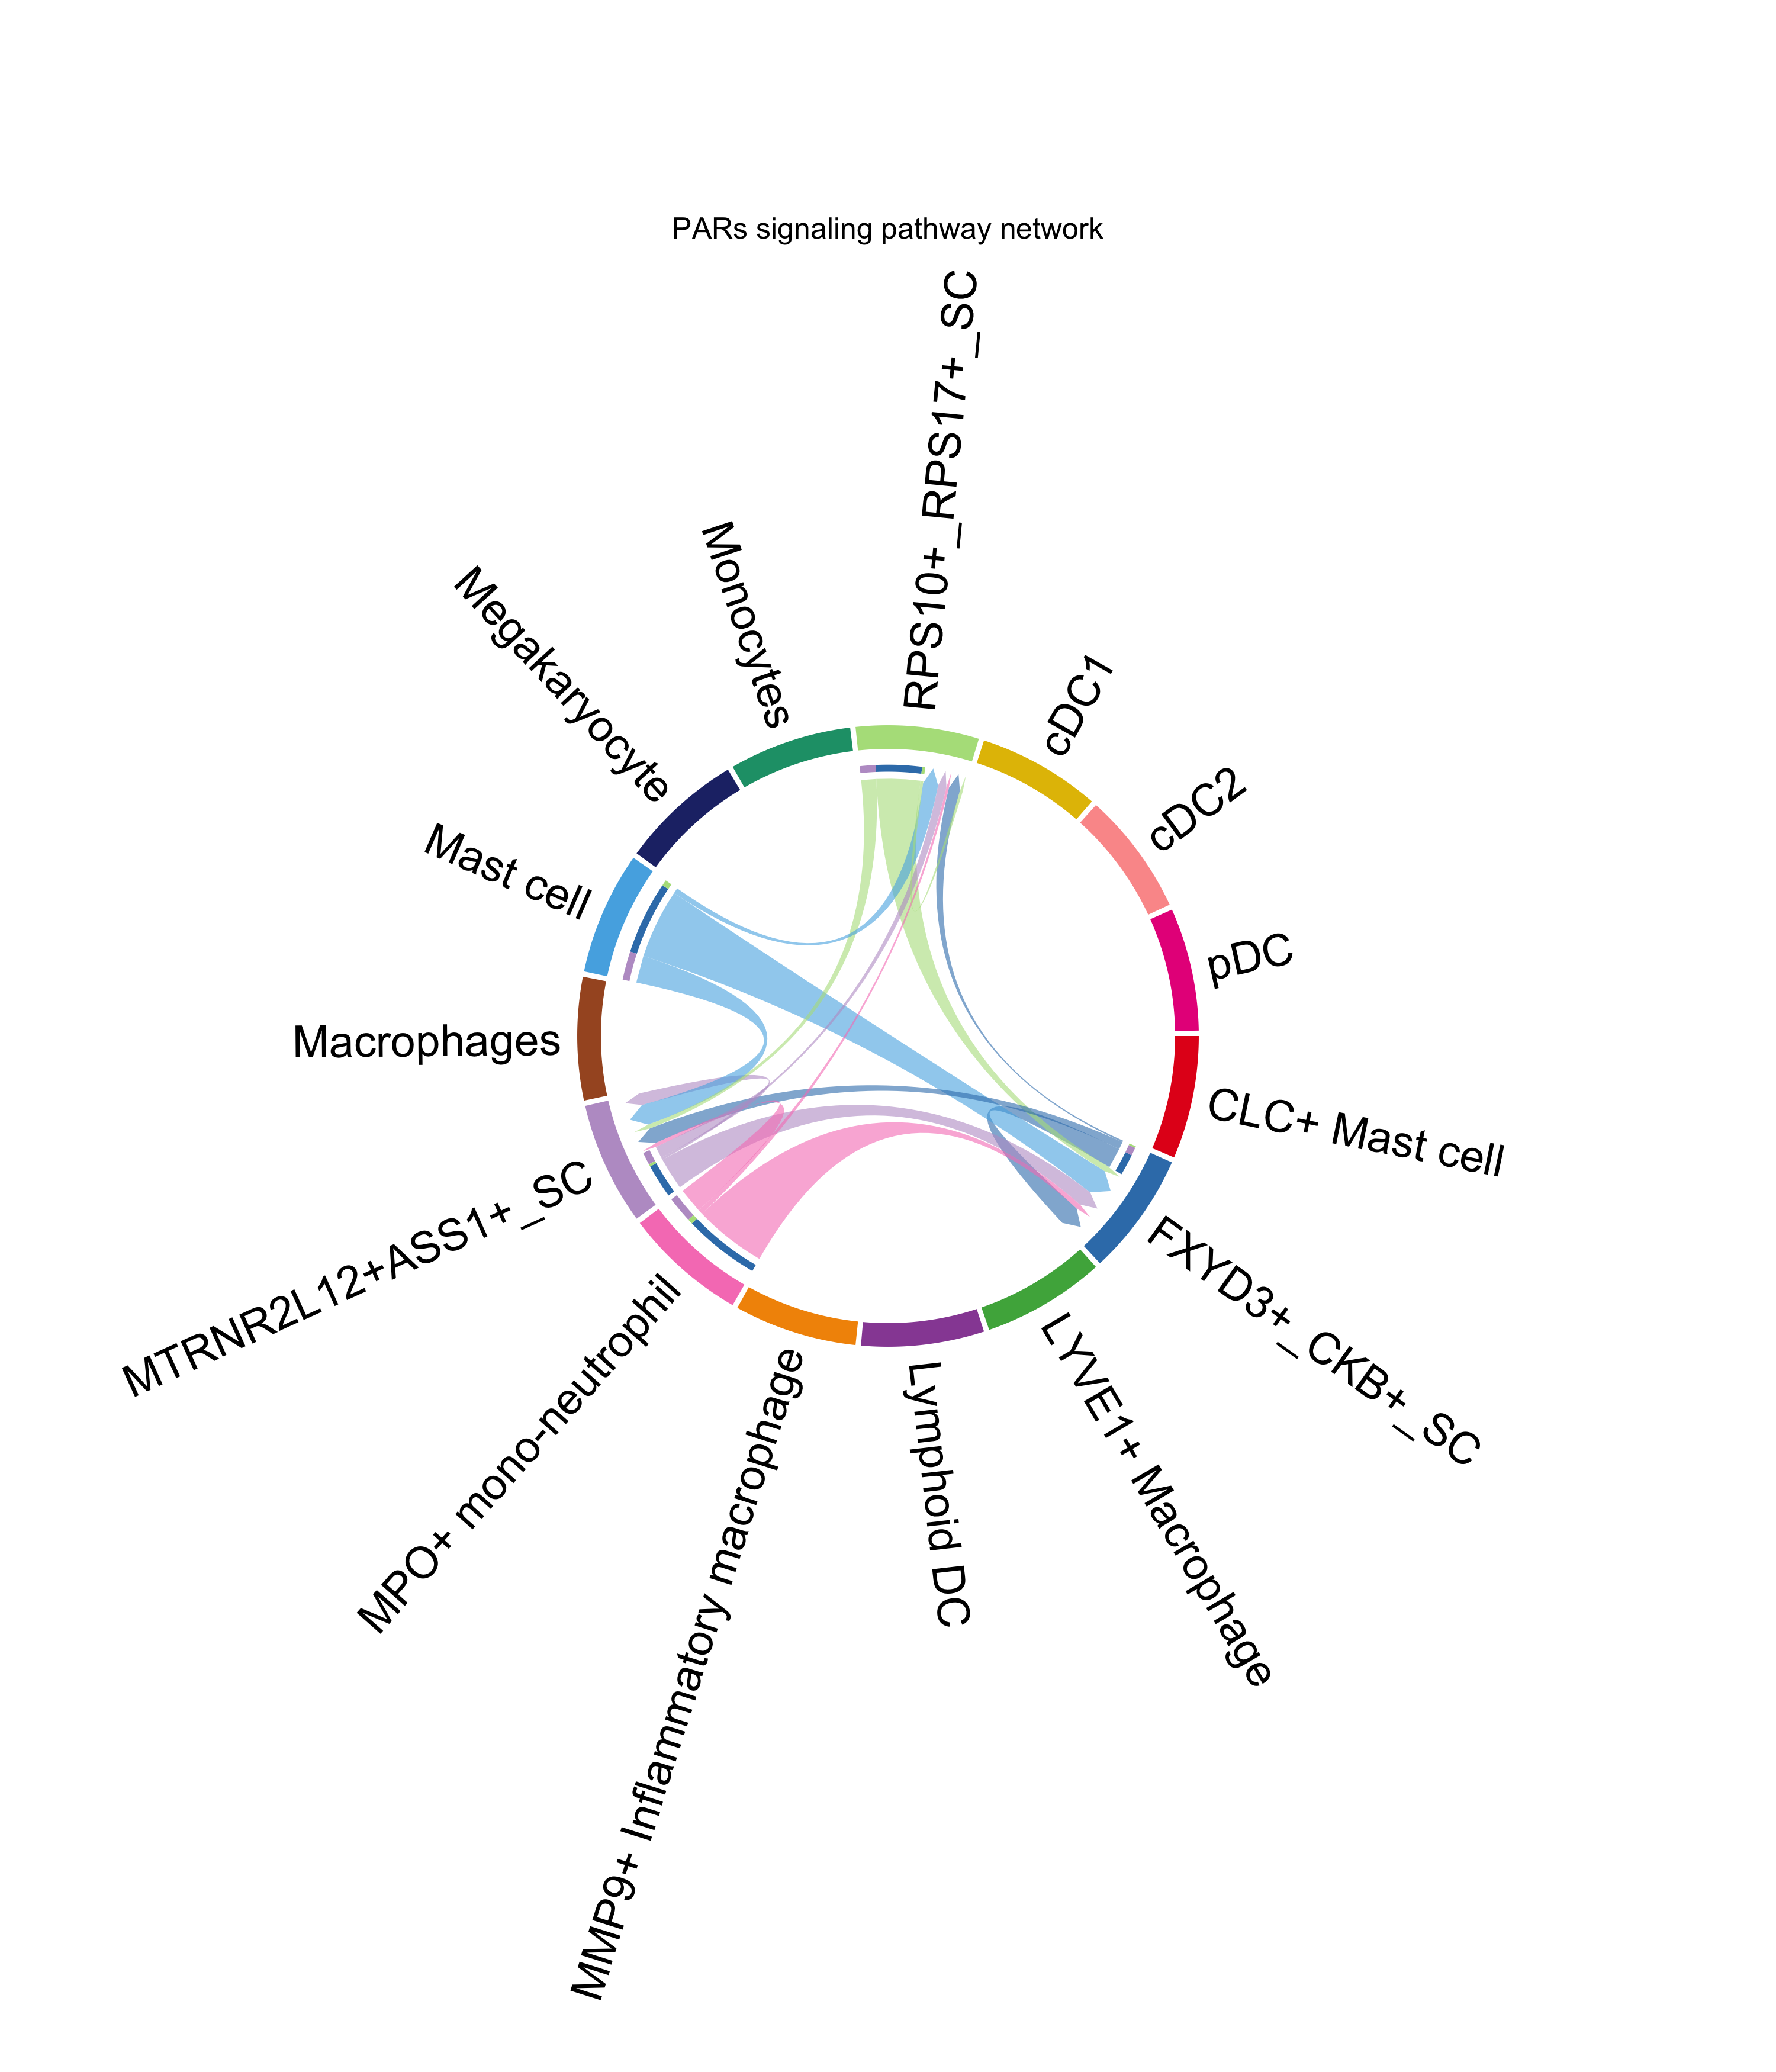 PARs signaling pathway network
RPS10+_RPS17+_SC
cDC1
cDC2
pDC
CLC+ Mast cell
FXYD3+_CKB+_SC
LYVE1+ Macrophage
Lymphoid DC
MMP9+ Inflammatory macrophage
MPO+ mono-neutrophil
MTRNR2L12+ASS1+_SC
Macrophages
Mast cell
Megakaryocyte
Monocytes